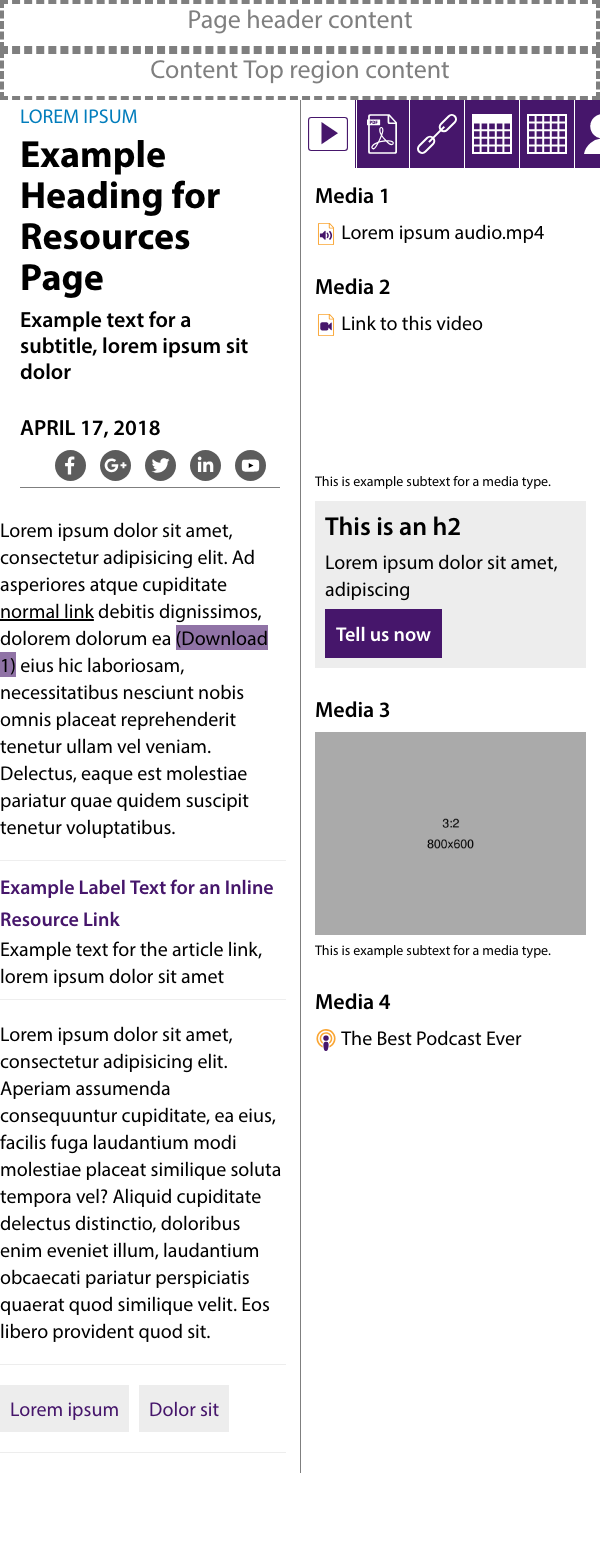 Page header content
Content Top region content
LOREM IPSUM
Example
Heading for
Resources
Page
Example text for a
subtitle, lorem ipsum sit
dolor
APRIL 17, 2018
Lorem ipsum dolor sit amet,
consectetur adipisicing elit. Ad
asperiores atque cupiditate
normal link debitis dignissimos,
dolorem dolorum ea (Download
1) eius hic laboriosam,
necessitatibus nesciunt nobis
omnis placeat reprehenderit
tenetur ullam vel veniam.
Delectus, eaque est molestiae
pariatur quae quidem suscipit
tenetur voluptatibus.
Example Label Text for an Inline
Resource Link
Example text for the article link,
lorem ipsum dolor sit amet
Lorem ipsum dolor sit amet,
consectetur adipisicing elit.
Aperiam assumenda
consequuntur cupiditate, ea eius,
facilis fuga laudantium modi
molestiae placeat similique soluta
tempora vel? Aliquid cupiditate
delectus distinctio, doloribus
enim eveniet illum, laudantium
obcaecati pariatur perspiciatis
quaerat quod similique velit. Eos
libero provident quod sit.
Lorem ipsum
Dolor sit
PDF
Media 1
Lorem ipsum audio.mp4
Media 2
Link to this video
This is example subtext for a media type.
This is an h2
Lorem ipsum dolor sit amet,
adipiscing
Tell us now
Media 3
3:2
800x600
This is example subtext for a media type.
Media 4
The Best Podcast Ever